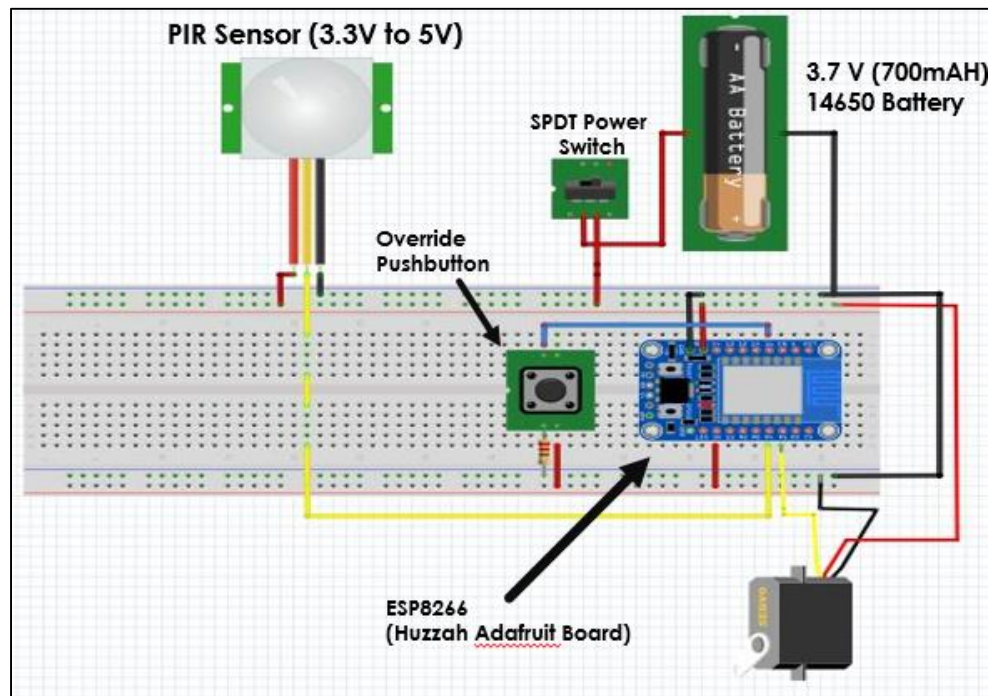 PIR Sensor (3.3V to 5V)
3.7 V (700mAH)
14650 Battery
SPDT Power
Switch
AA Battery
- +
Override
Pushbutton
ESP8266
(Huzzah Adafruit Board)
SERVO